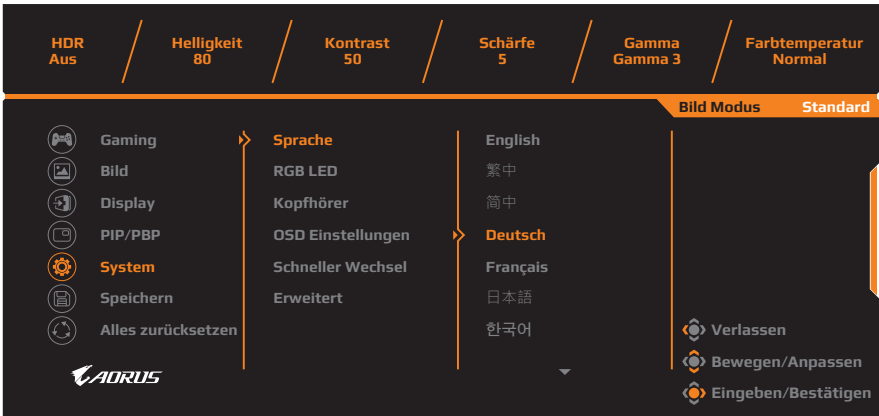 HDR
Aus
Helligkeit
80
Kontrast
50
Schärfe
5
Gamma
Gamma 3
Farbtemperatur
Normal
Bild Modus Standard
Gaming
Bild
Display
PIP/PBP
System
Speichern
Alles zurücksetzen
Sprache
RGB LED
Kopfhörer
OSD Einstellungen
Schneller Wechsel
Erweitert
English
繁中
简中
Deutsch
Français
日本語
한국어
Verlassen
Bewegen/Anpassen
Eingeben/Bestätigen
AORUS